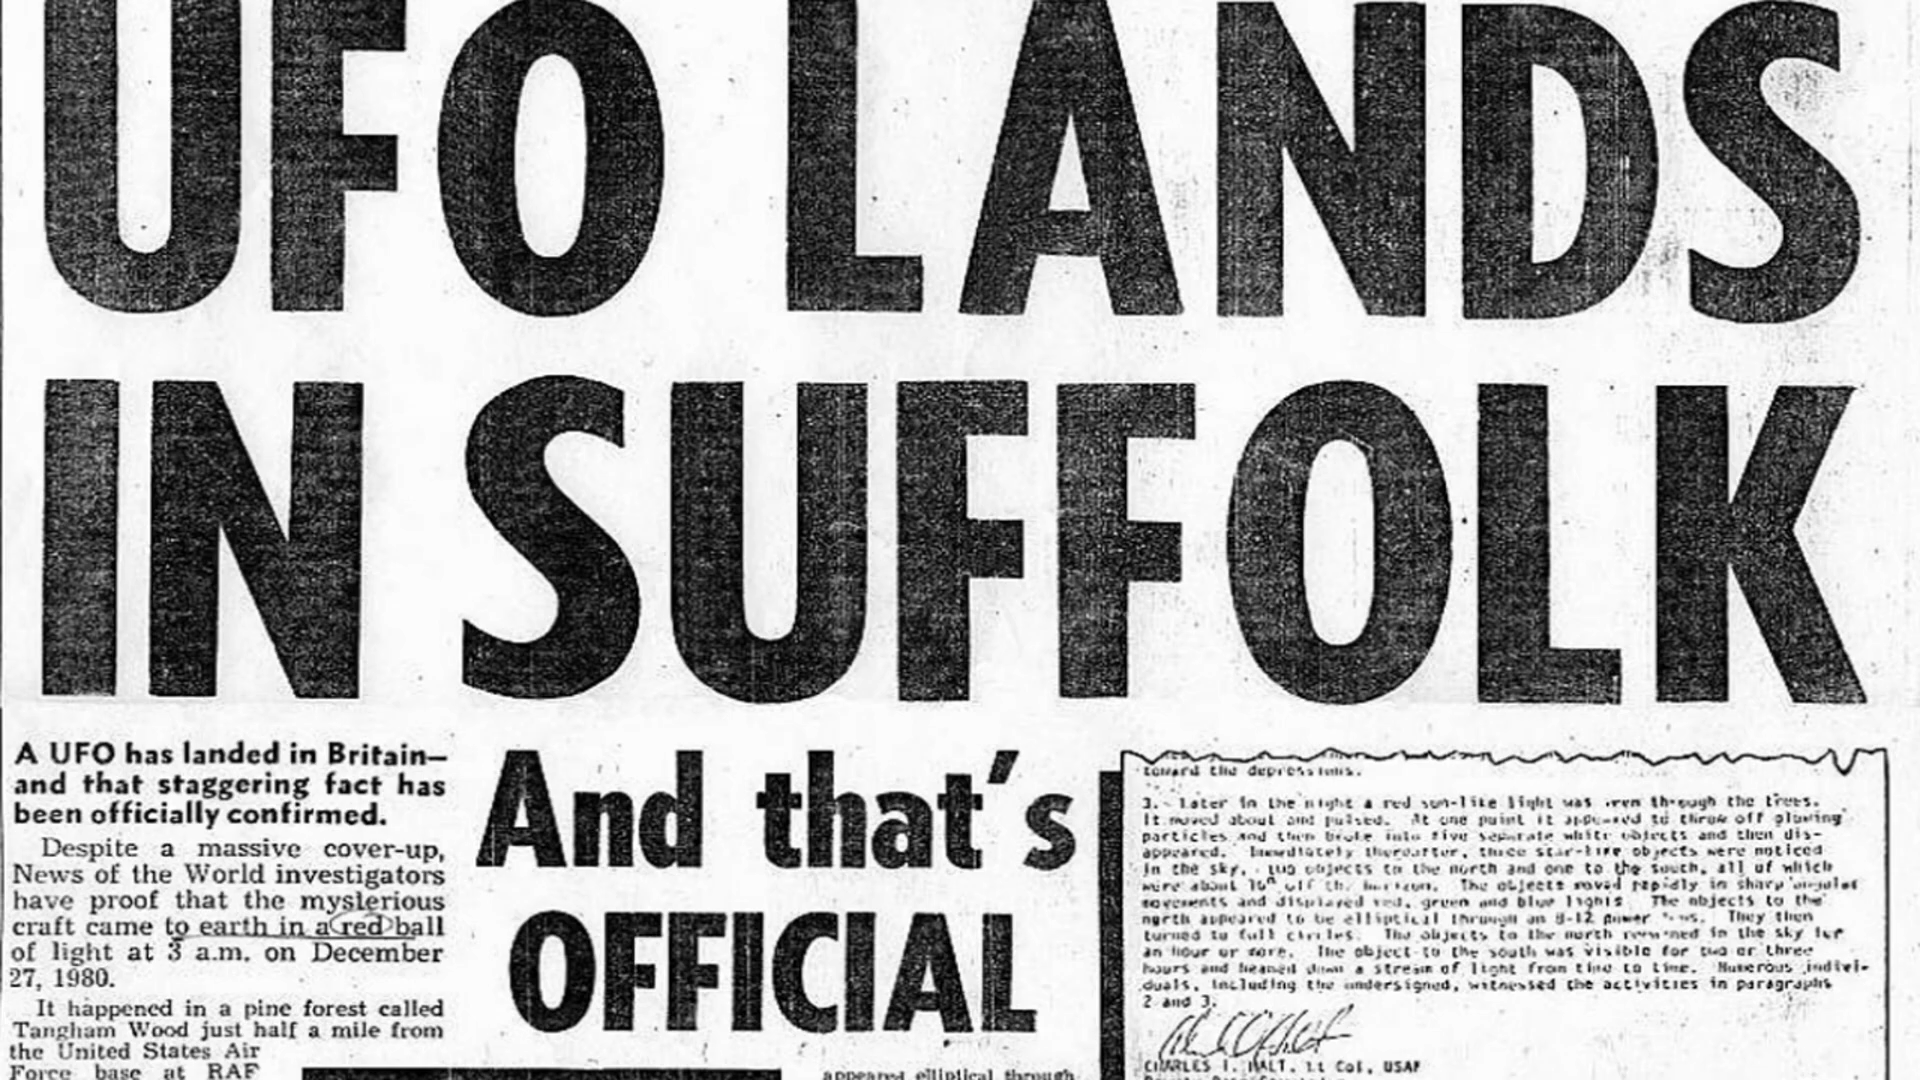 UFO LANDS
IN SUFFOLK
A UFO has landed in Britain—
and that staggering fact has
been officially confirmed.
Despite a massive cover-up,
News of the World investigators
have proof that the mysterious
craft came to earth in a red ball
of light at 3 a.m. on December
27, 1980.
It happened in a pine forest called
Tangham Wood just half a mile from
the United States Air
Force base at RAF
And that's
OFFICIAL
appeared elliptical through
toward the depressions.
3. Later in the night a red sun-like light was seen through the trees.
It moved about and pulsed. At one point it appeared to throw off glowing
particles and then broke into five separate white objects and then dis-
appeared. Immediately thereafter, three star-like objects were noticed
in the sky, two objects to the north and one to the south, all of which
were about 10° off the horizon. The objects moved rapidly in sharp angular
movements and displayed red, green and blue lights. The objects to the
north appeared to be elliptical through an 8-12 power lens. They then
turned to full circles. The objects to the north remained in the sky for
an hour or more. The object to the south was visible for two or three
hours and beamed down a stream of light from time to time. Numerous indivi-
duals, including the undersigned, witnessed the activities in paragraphs
2 and 3.
CHARLES I. HALT, Lt Col, USAF